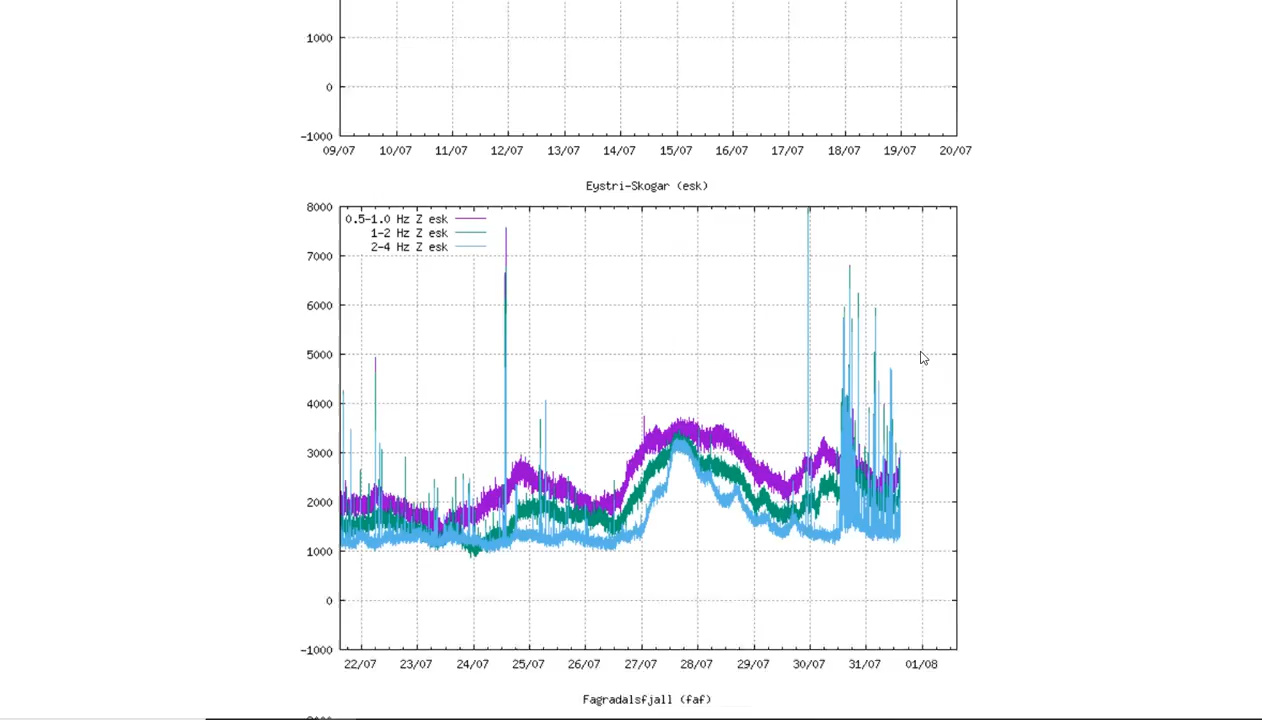 1000
0
-1000
09/07 10/07 11/07 12/07 13/07 14/07 15/07 16/07 17/07 18/07 19/07 20/07
Eystri-Skogar (esk)
8000
0.5-1.0 Hz Z esk
1-2 Hz Z esk
2-4 Hz Z esk
7000
6000
5000
4000
3000
2000
1000
0
-1000
22/07 23/07 24/07 25/07 26/07 27/07 28/07 29/07 30/07 31/07 01/08
Fagradalsfjall (faf)